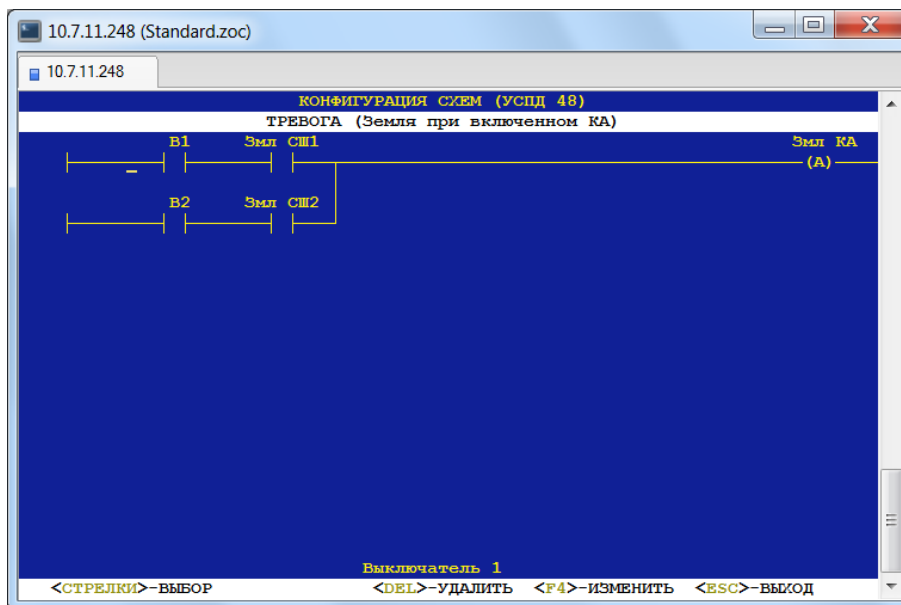 10.7.11.248 (Standard.zoc)
10.7.11.248
КОНФИГУРАЦИЯ СХЕМ (УСПД 48)
ТРЕВОГА (Земля при включенном КА)
В1 Змл СШ1 Змл КА
(А)
В2 Змл СШ2
Выключатель 1
<СТРЕЛКИ>-ВЫБОР <DEL>-УДАЛИТЬ <F4>-ИЗМЕНИТЬ <ESC>-ВЫХОД